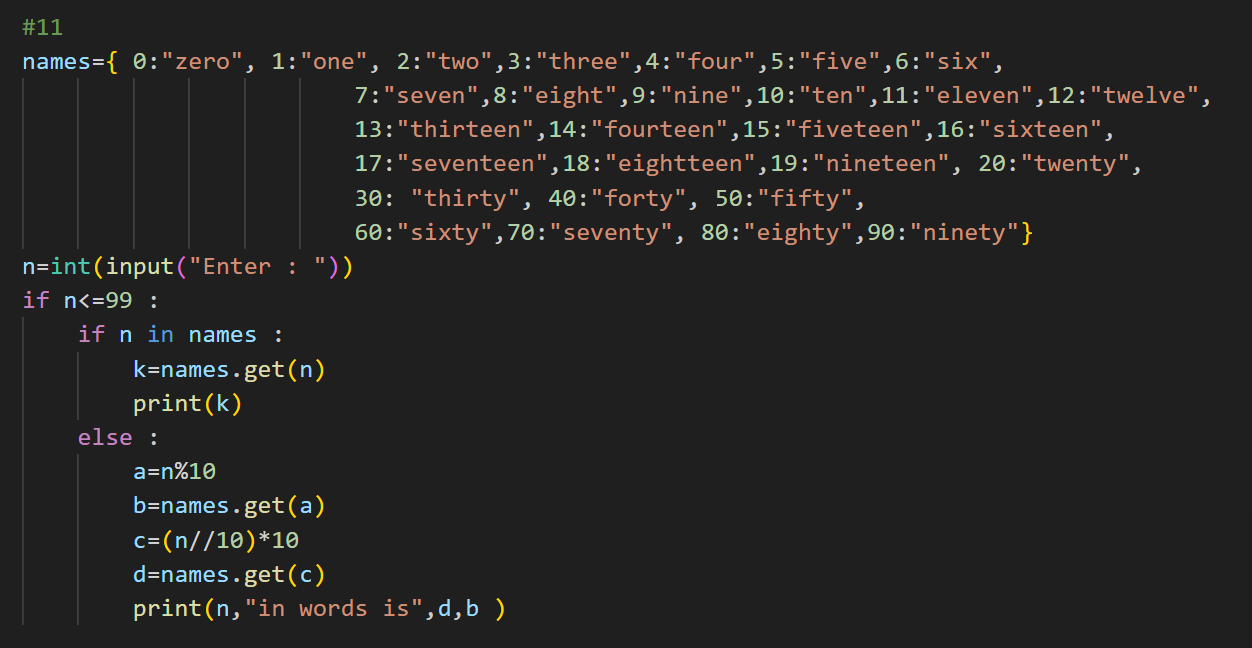 #11
names={ 0:"zero", 1:"one", 2:"two",3:"three",4:"four",5:"five",6:"six",
7:"seven",8:"eight",9:"nine",10:"ten",11:"eleven",12:"twelve",
13:"thirteen",14:"fourteen",15:"fiveteen",16:"sixteen",
17:"seventeen",18:"eightteen",19:"nineteen", 20:"twenty",
30: "thirty", 40:"forty", 50:"fifty",
60:"sixty",70:"seventy", 80:"eighty",90:"ninety"}
n=int(input("Enter : "))
if n<=99 :
    if n in names :
        k=names.get(n)
        print(k)
    else :
        a=n%10
        b=names.get(a)
        c=(n//10)*10
        d=names.get(c)
        print(n,"in words is",d,b )